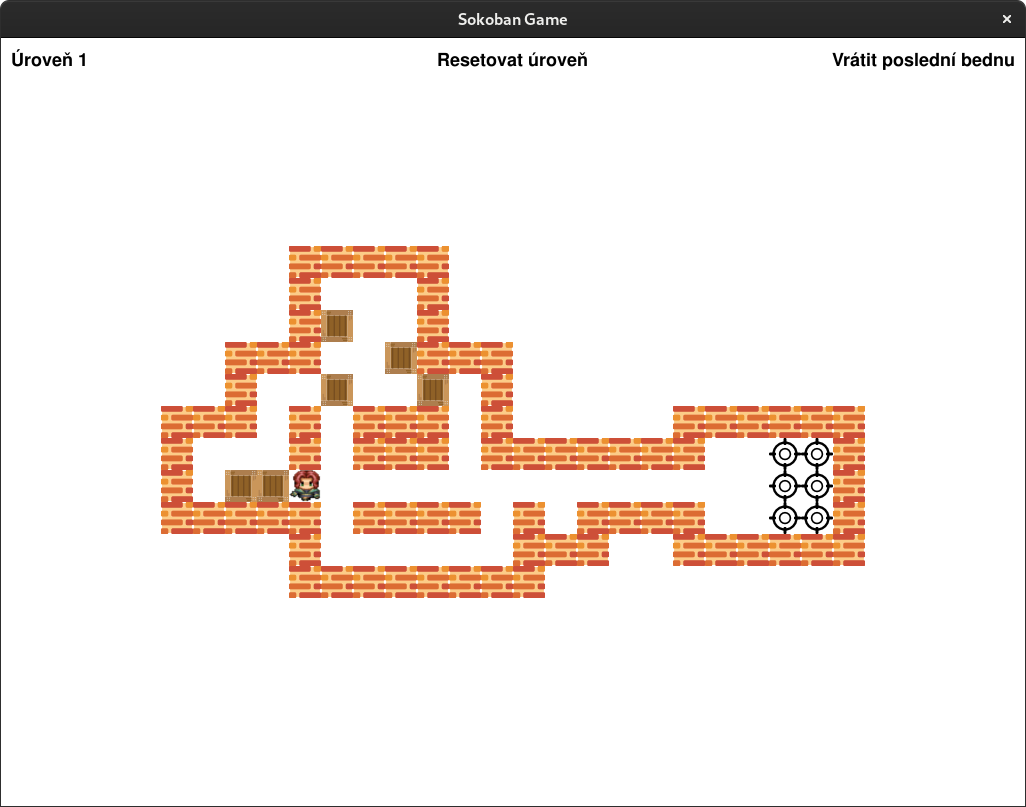 Sokoban Game
×
Úroveň 1
Resetovat úroveň
Vrátit poslední bednu